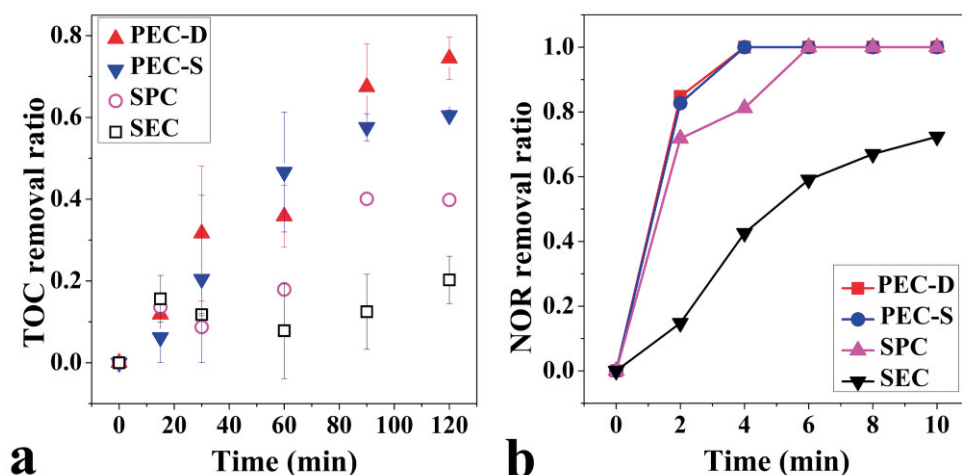 TOC removal ratio
0.8
0.6
0.4
0.2
0.0
PEC-D
PEC-S
SPC
SEC
0 20 40 60 80 100 120
Time (min)
a
NOR removal ratio
1.0
0.8
0.6
0.4
0.2
0.0
PEC-D
PEC-S
SPC
SEC
0 2 4 6 8 10
Time (min)
b